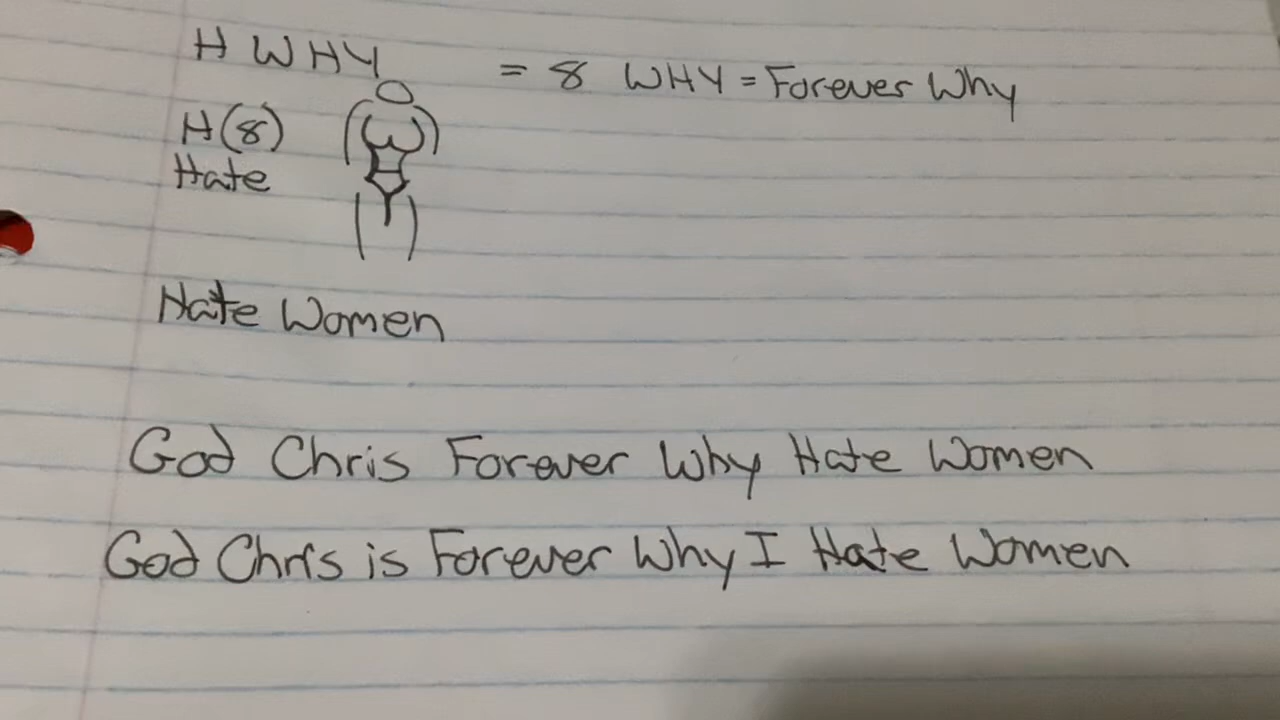 H WHY = 8 WHY = Forever Why
H(8)
Hate
Hate Women
God Chris Forever Why Hate Women
God Chris is Forever Why I Hate Women